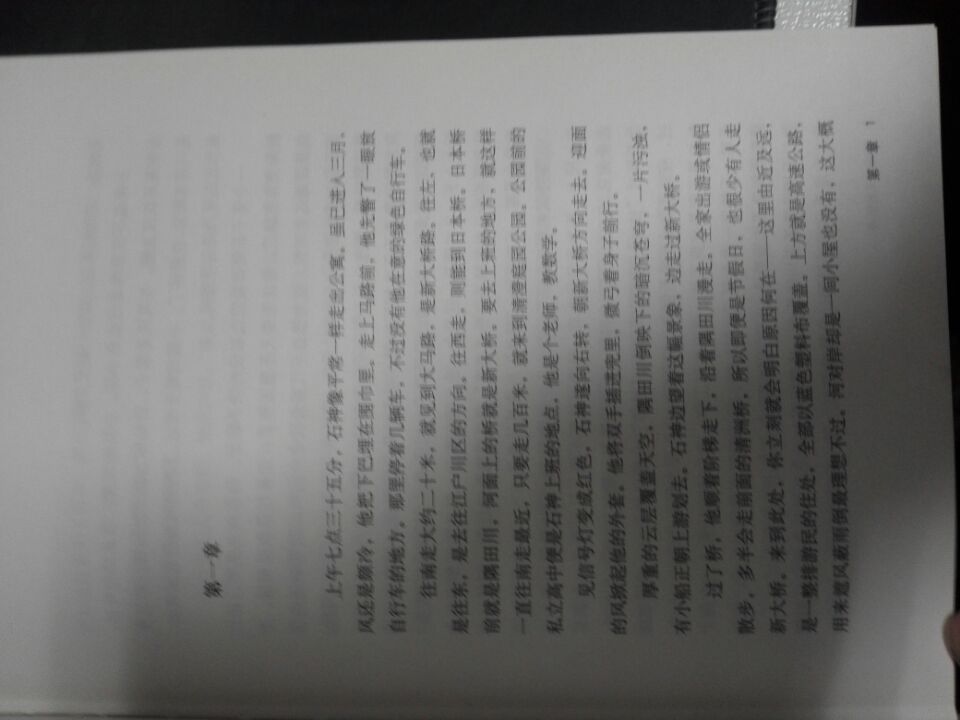 第一章
上午七点三十五分，石神像平常一样走出公寓。虽已进入三月，
风还是颇冷，他把下巴埋在围巾里。走上马路前，他先瞥了一眼放
自行车的地方。那里停着几辆车，不过没有他在意的绿色自行车。
往南走大约二十米，就见到大马路，是新大桥路。往左，也就
是往东，是去往江户川区的方向。往西走，则能到日本桥。日本桥
前就是隅田川，河面上的桥就是新大桥。要去上班的地方，就这样
一直往南走最近，只要走几百米，就来到清澄庭园公园。公园前的
私立高中便是石神上班的地点。他是个老师，教数学。
见信号灯变成红色，石神遂向右转，朝新大桥方向走去。迎面
的风掀起他的外套。他将双手插进兜里，微弓着身子前行。
厚重的云层覆盖天空，隅田川倒映下的暗沉苍穹，一片污浊，
有小船正朝上游划去。石神边望着这幅景象，边走过新大桥。
过了桥，他顺着阶梯走下，沿着隅田川漫走。全家出游或情侣
散步，多半会走前面的清洲桥，所以即便是节假日，也很少有人走
新大桥。来到此处，你立刻就会明白原因何在——这里由近及远，
是一整排游民的住处，全部以蓝色塑料布覆盖。上方就是高速公路，
用来遮风蔽雨倒最理想不过。河对岸却是一间小屋也没有，这大概
第一章 1